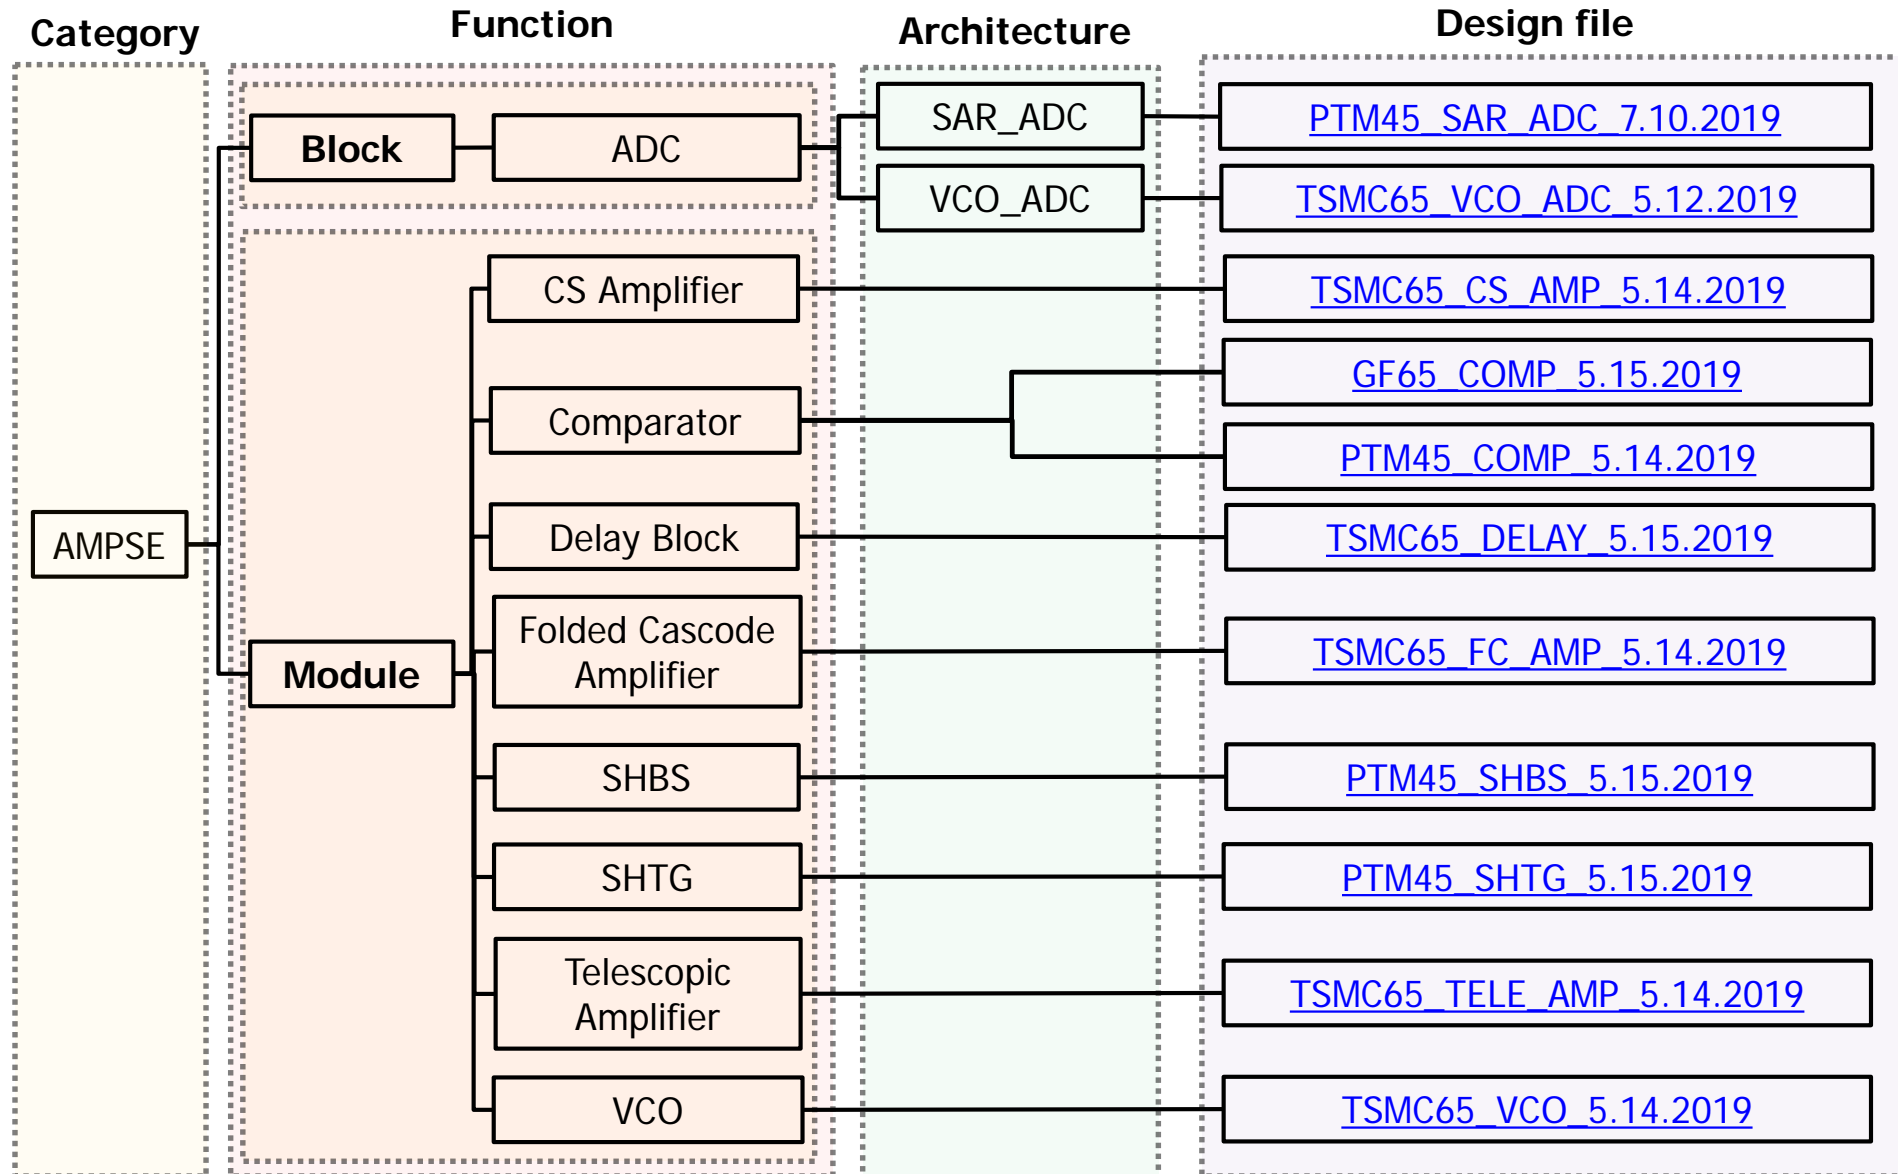 Category
Function
Architecture
Design file
Block
ADC
SAR_ADC
PTM45_SAR_ADC_7.10.2019
VCO_ADC
TSMC65_VCO_ADC_5.12.2019
CS Amplifier
TSMC65_CS_AMP_5.14.2019
GF65_COMP_5.15.2019
Comparator
PTM45_COMP_5.14.2019
AMPSE
Delay Block
TSMC65_DELAY_5.15.2019
Module
Folded Cascode
Amplifier
TSMC65_FC_AMP_5.14.2019
SHBS
PTM45_SHBS_5.15.2019
SHTG
PTM45_SHTG_5.15.2019
Telescopic
Amplifier
TSMC65_TELE_AMP_5.14.2019
VCO
TSMC65_VCO_5.14.2019